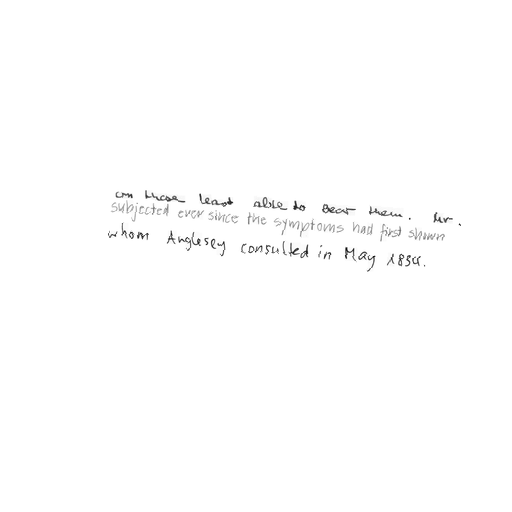 on those least able to bear them. Mr.
subjected ever since the symptoms had first shown
whom Anglesey consulted in May 1834.